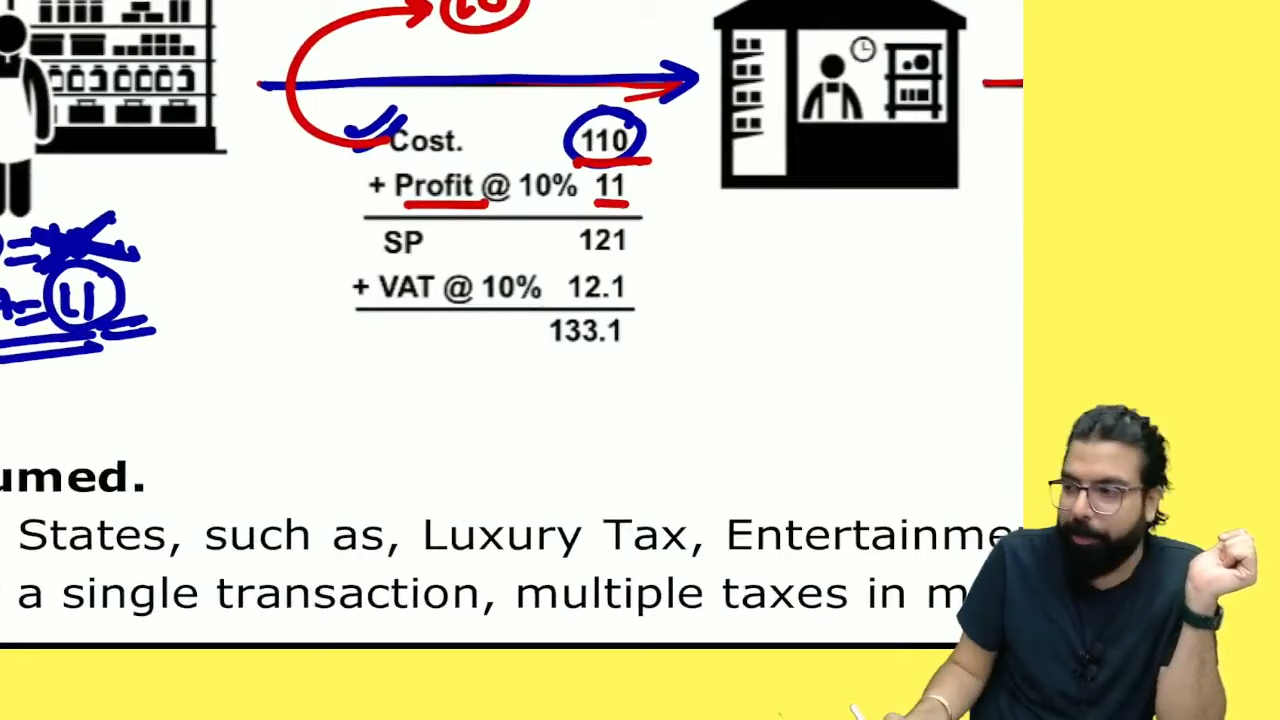 Cost. 110
+ Profit @ 10% 11
SP 121
+ VAT @ 10% 12.1
133.1
umed.
States, such as, Luxury Tax, Entertainme
a single transaction, multiple taxes in m